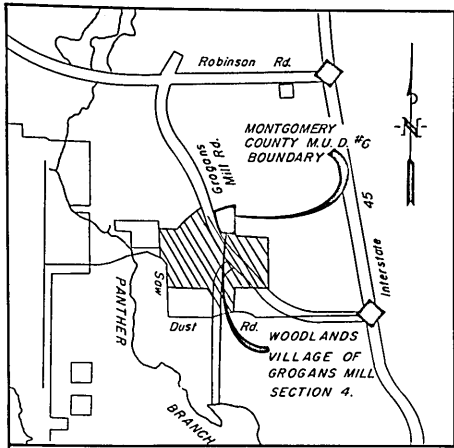 Robinson Rd.
MONTGOMERY
COUNTY M.U.D. #6
BOUNDARY
-N-
Grogans
Mill Rd.
45
Interstate
PANTHER
Saw
Dust Rd.
WOODLANDS
VILLAGE OF
GROGANS MILL
SECTION 4.
BRANCH